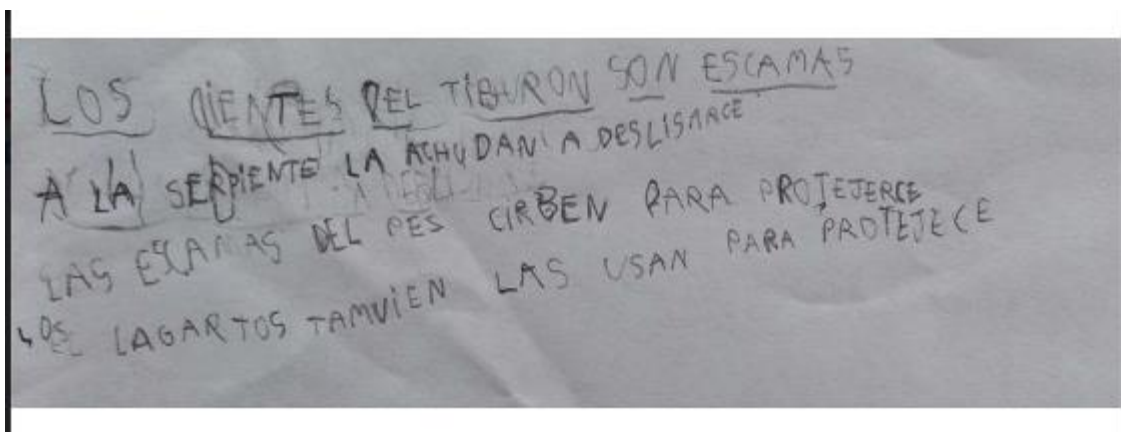 LOS DIENTES DEL TIBURON SON ESCAMAS
A LA SERPIENTE LA ACHUDAN A DESLISARCE
LAS ESCAMAS DEL PES CIRBEN PARA PROTEJERCE
LOS LAGARTOS TAMVIEN LAS USAN PARA PROTEJECE